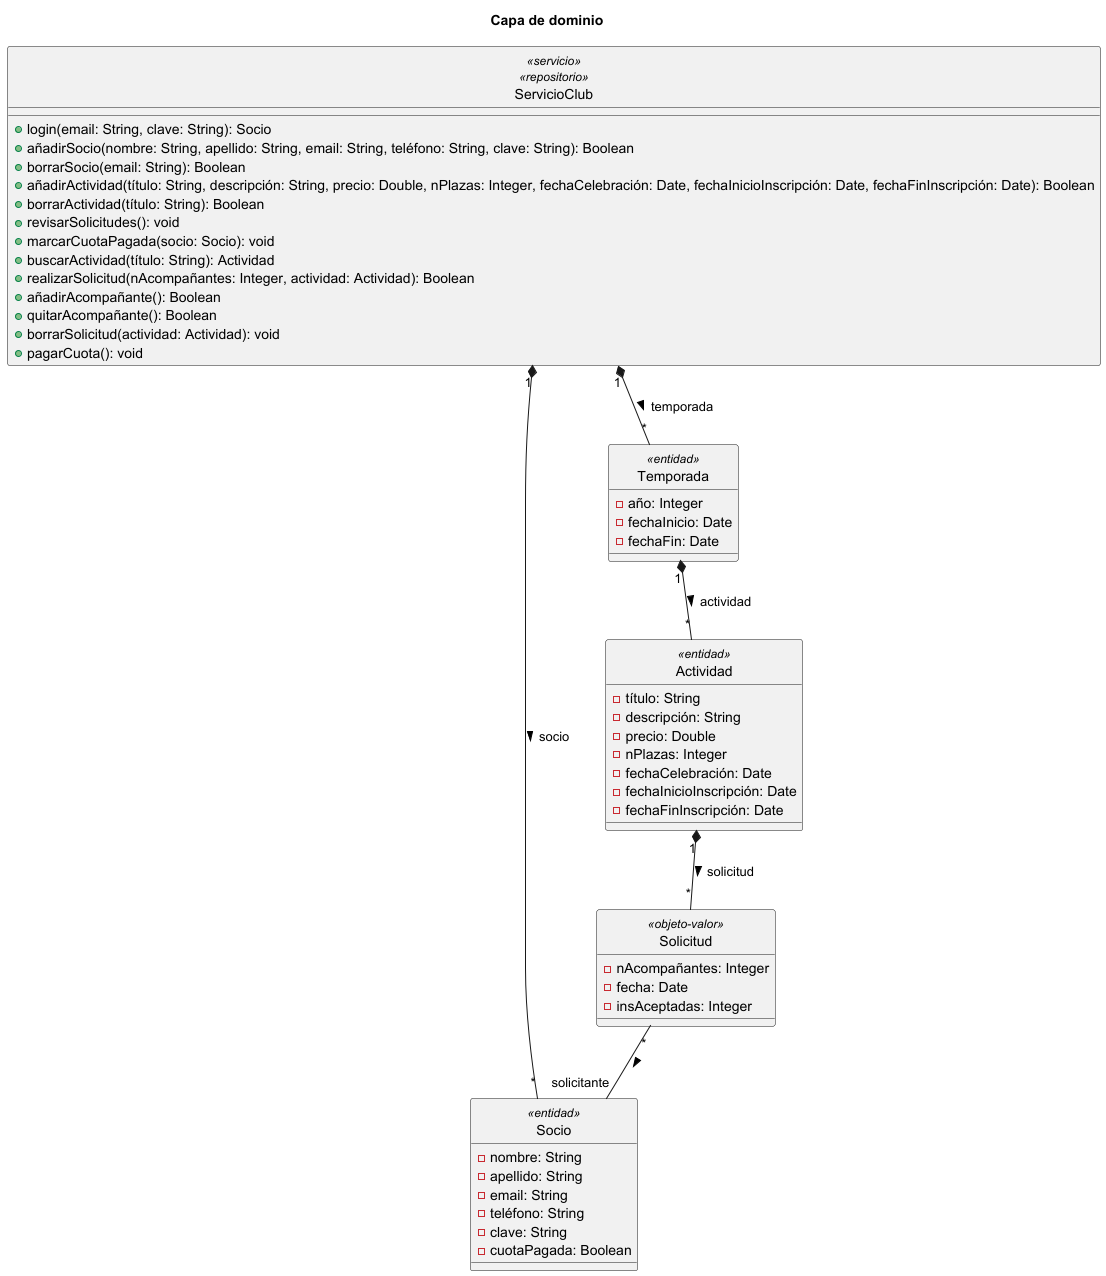 Capa de dominio
«servicio»
«repositorio»
ServicioClub
login(email: String, clave: String): Socio
añadirSocio(nombre: String, apellido: String, email: String, teléfono: String, clave: String): Boolean
borrarSocio(email: String): Boolean
añadirActividad(título: String, descripción: String, precio: Double, nPlazas: Integer, fechaCelebración: Date, fechaInicioInscripción: Date, fechaFinInscripción: Date): Boolean
borrarActividad(título: String): Boolean
revisarSolicitudes(): void
marcarCuotaPagada(socio: Socio): void
buscarActividad(título: String): Actividad
realizarSolicitud(nAcompañantes: Integer, actividad: Actividad): Boolean
añadirAcompañante(): Boolean
quitarAcompañante(): Boolean
borrarSolicitud(actividad: Actividad): void
pagarCuota(): void
1
1
temporada
*
«entidad»
Temporada
año: Integer
fechaInicio: Date
fechaFin: Date
1
actividad
*
«entidad»
Actividad
título: String
descripción: String
precio: Double
nPlazas: Integer
fechaCelebración: Date
fechaInicioInscripción: Date
fechaFinInscripción: Date
socio
1
solicitud
*
«objeto-valor»
Solicitud
nAcompañantes: Integer
fecha: Date
insAceptadas: Integer
*
*
solicitante
«entidad»
Socio
nombre: String
apellido: String
email: String
teléfono: String
clave: String
cuotaPagada: Boolean